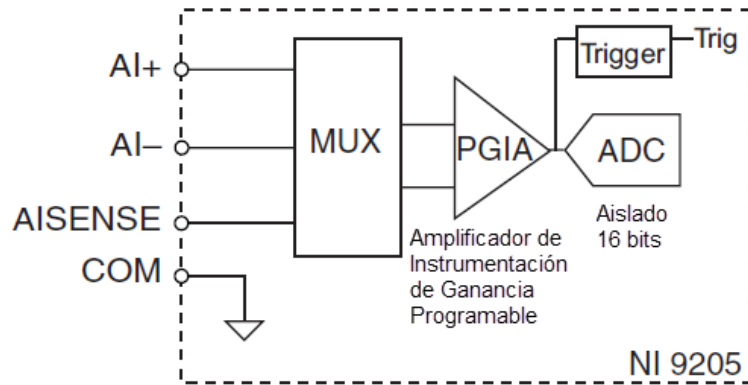 AI+
AI–
AISENSE
COM
MUX
PGIA
Trigger
Trig
ADC
Aislado
16 bits
Amplificador de
Instrumentación
de Ganancia
Programable
NI 9205